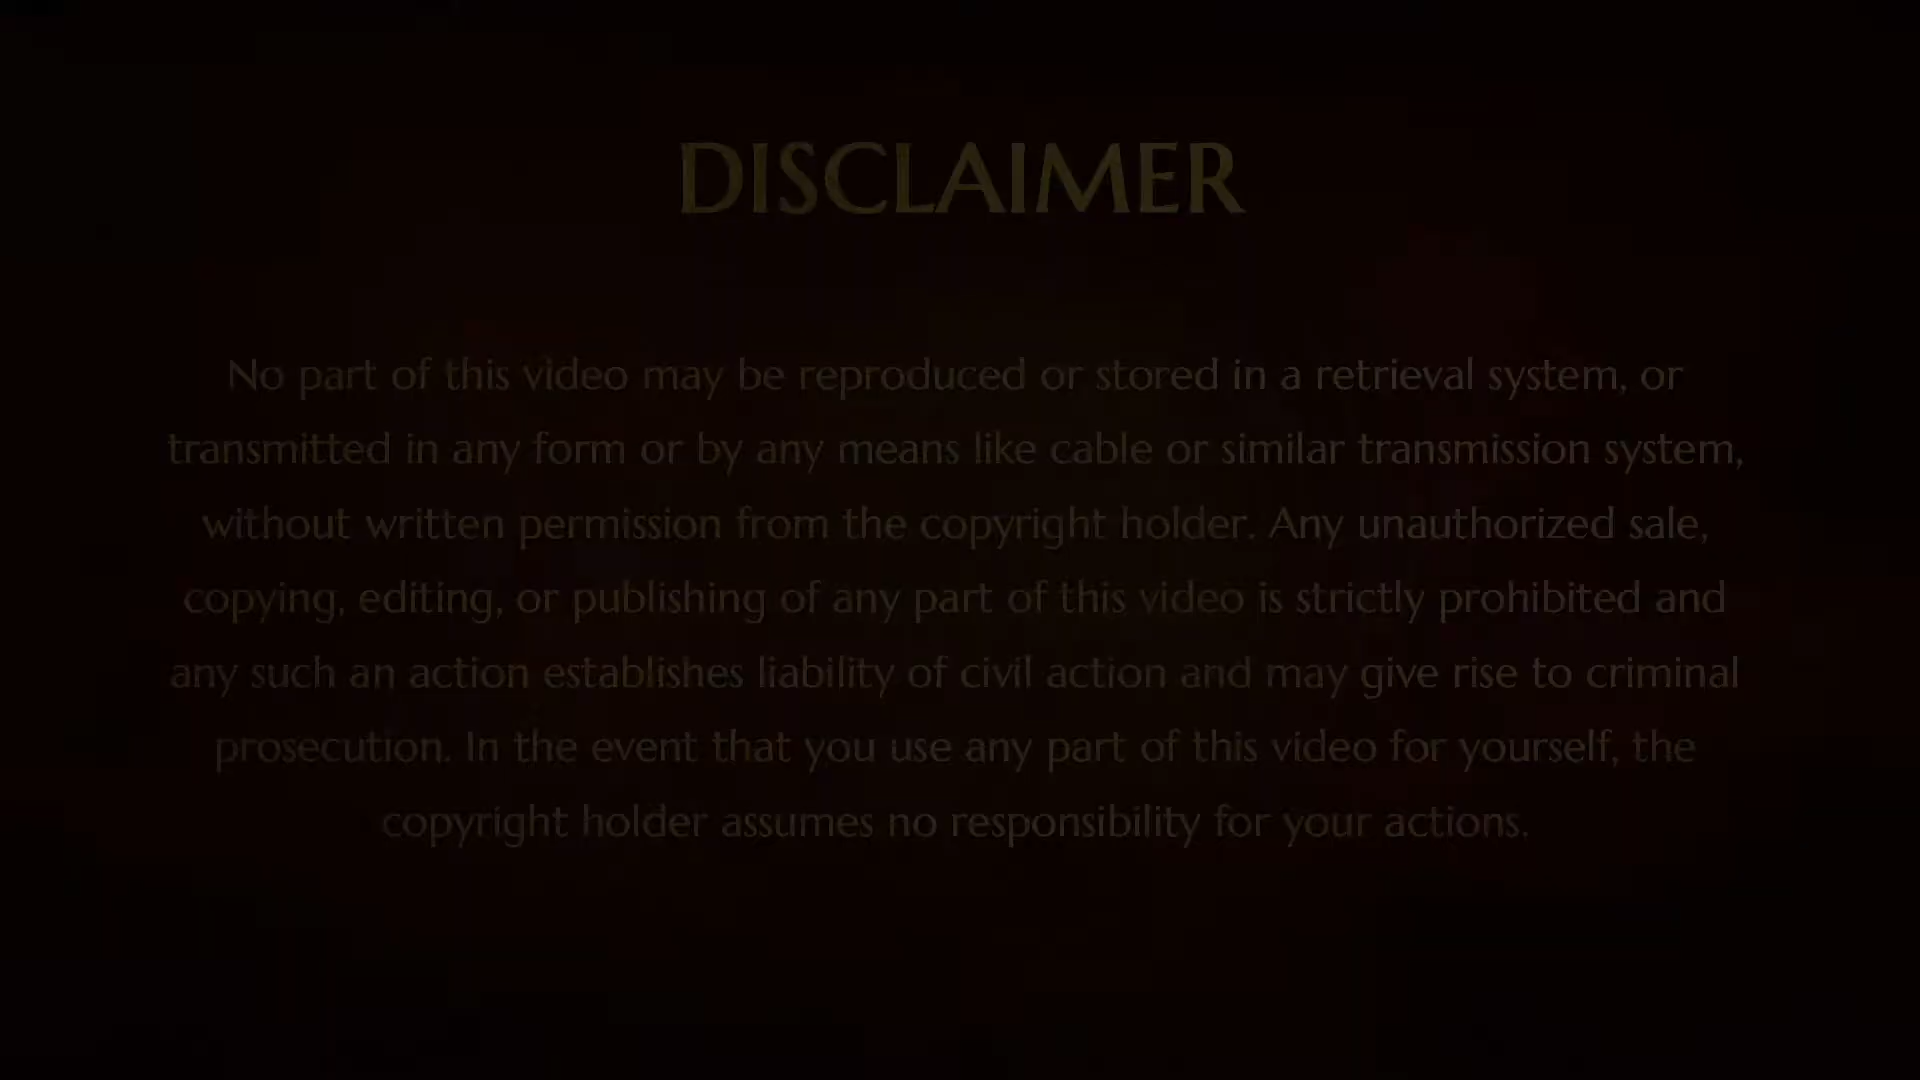 DISCLAIMER
No part of this video may be reproduced or stored in a retrieval system, or
transmitted in any form or by any means like cable or similar transmission system,
without written permission from the copyright holder. Any unauthorized sale,
copying, editing, or publishing of any part of this video is strictly prohibited and
any such an action establishes liability of civil action and may give rise to criminal
prosecution. In the event that you use any part of this video for yourself, the
copyright holder assumes no responsibility for your actions.